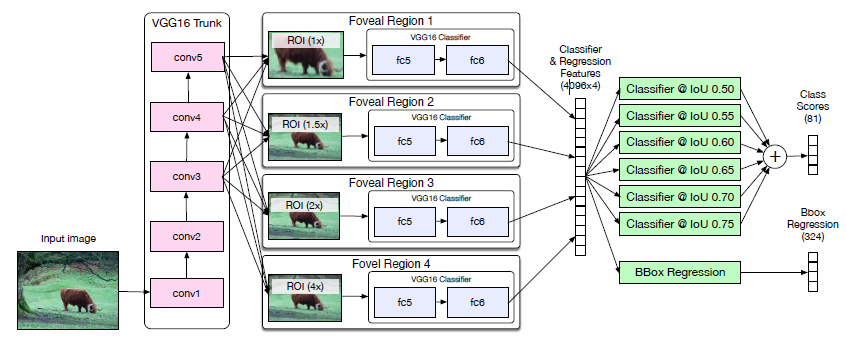 VGG16 Trunk
conv5
conv4
conv3
conv2
conv1
Input image
Foveal Region 1
ROI (1x)
VGG16 Classifier
fc5
fc6
Foveal Region 2
ROI (1.5x)
VGG16 Classifier
fc5
fc6
Foveal Region 3
ROI (2x)
VGG16 Classifier
fc5
fc6
Fovel Region 4
ROI (4x)
VGG16 Classifier
fc5
fc6
Classifier
& Regression
Features
(4096x4)
Classifier @ IoU 0.50
Classifier @ IoU 0.55
Classifier @ IoU 0.60
Classifier @ IoU 0.65
Classifier @ IoU 0.70
Classifier @ IoU 0.75
BBox Regression
+
Class
Scores
(81)
Bbox
Regression
(324)